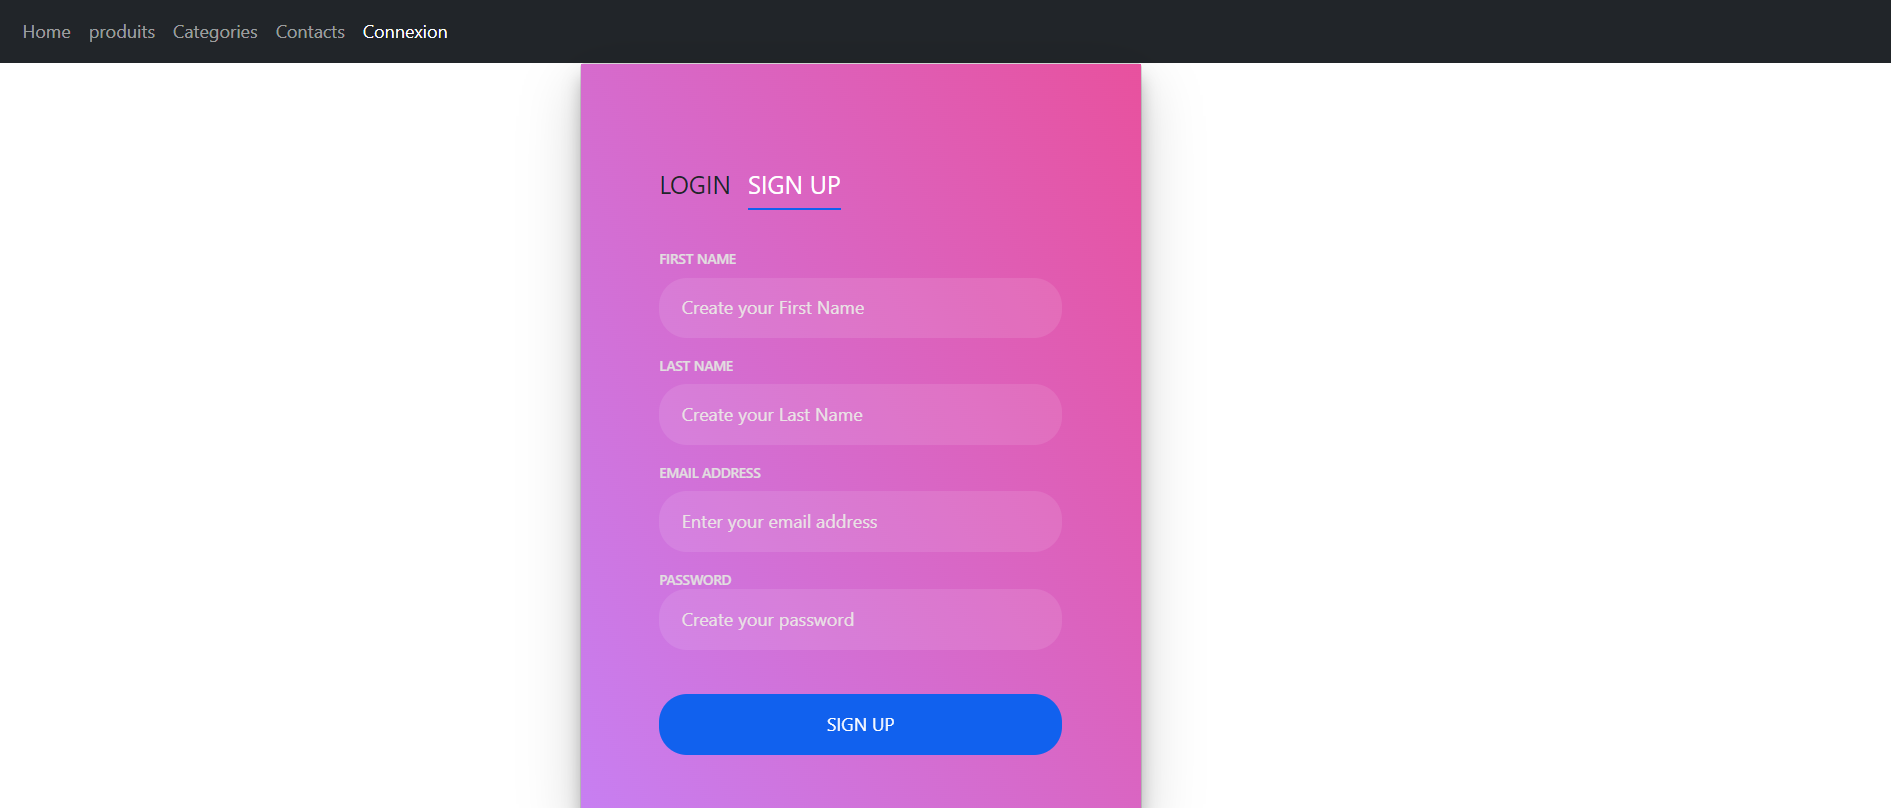 Home produits Categories Contacts Connexion
LOGIN SIGN UP
FIRST NAME
Create your First Name
LAST NAME
Create your Last Name
EMAIL ADDRESS
Enter your email address
PASSWORD
Create your password
SIGN UP